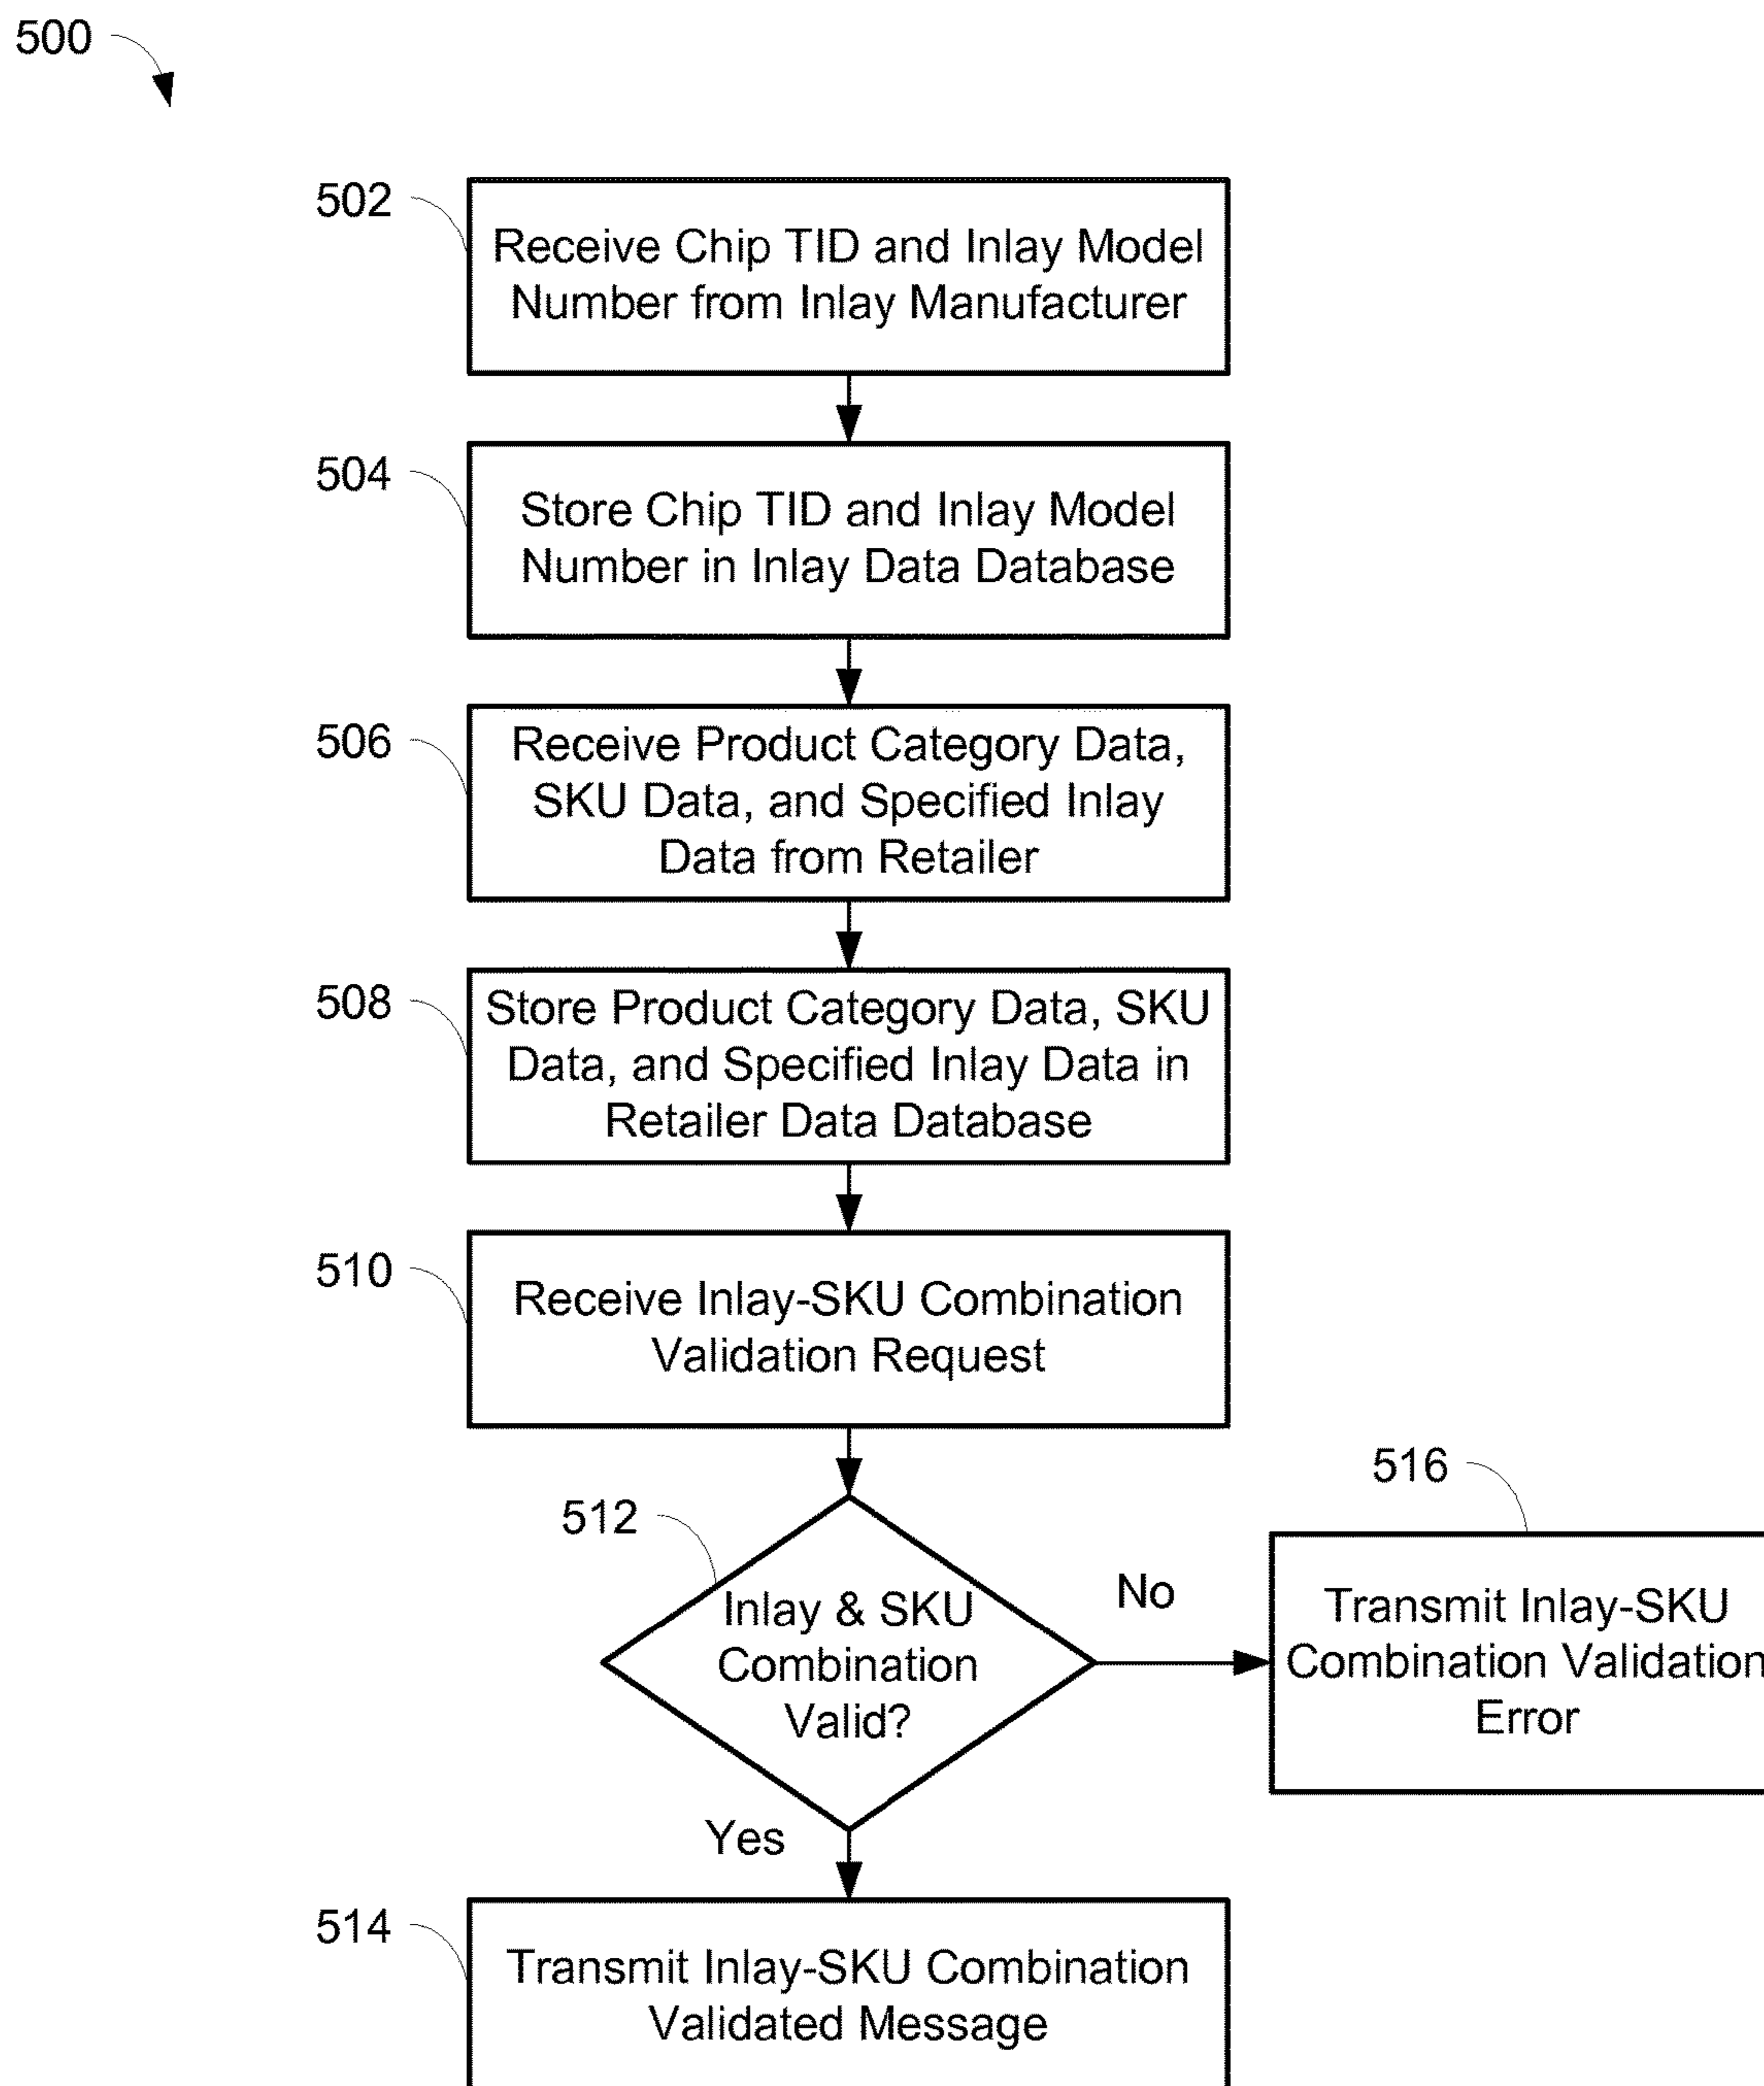 500
502
Receive Chip TID and Inlay Model
Number from Inlay Manufacturer
504
Store Chip TID and Inlay Model
Number in Inlay Data Database
506
Receive Product Category Data,
SKU Data, and Specified Inlay
Data from Retailer
508
Store Product Category Data, SKU
Data, and Specified Inlay Data in
Retailer Data Database
510
Receive Inlay-SKU Combination
Validation Request
512
Inlay & SKU
Combination
Valid?
No
516
Transmit Inlay-SKU
Combination Validation
Error
Yes
514
Transmit Inlay-SKU Combination
Validated Message